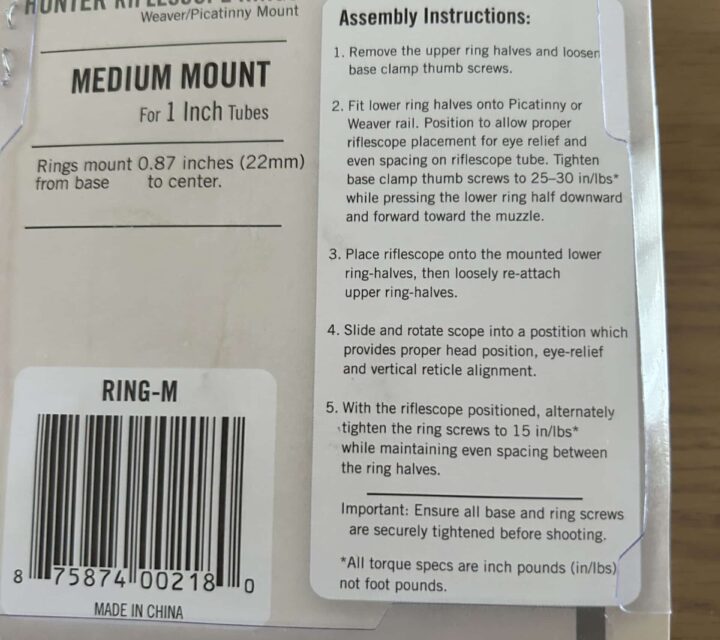 HUNTER RIFLESCOPE RINGS
Weaver/Picatinny Mount
MEDIUM MOUNT
For 1 Inch Tubes
Rings mount 0.87 inches (22mm)
from base to center.
RING-M
8 75874 00218 0
MADE IN CHINA
Assembly Instructions:
1. Remove the upper ring halves and loosen
base clamp thumb screws.
2. Fit lower ring halves onto Picatinny or
Weaver rail. Position to allow proper
riflescope placement for eye relief and
even spacing on riflescope tube. Tighten
base clamp thumb screws to 25–30 in/lbs*
while pressing the lower ring half downward
and forward toward the muzzle.
3. Place riflescope onto the mounted lower
ring-halves, then loosely re-attach
upper ring-halves.
4. Slide and rotate scope into a postition which
provides proper head position, eye-relief
and vertical reticle alignment.
5. With the riflescope positioned, alternately
tighten the ring screws to 15 in/lbs*
while maintaining even spacing between
the ring halves.
Important: Ensure all base and ring screws
are securely tightened before shooting.
*All torque specs are inch pounds (in/lbs)
not foot pounds.